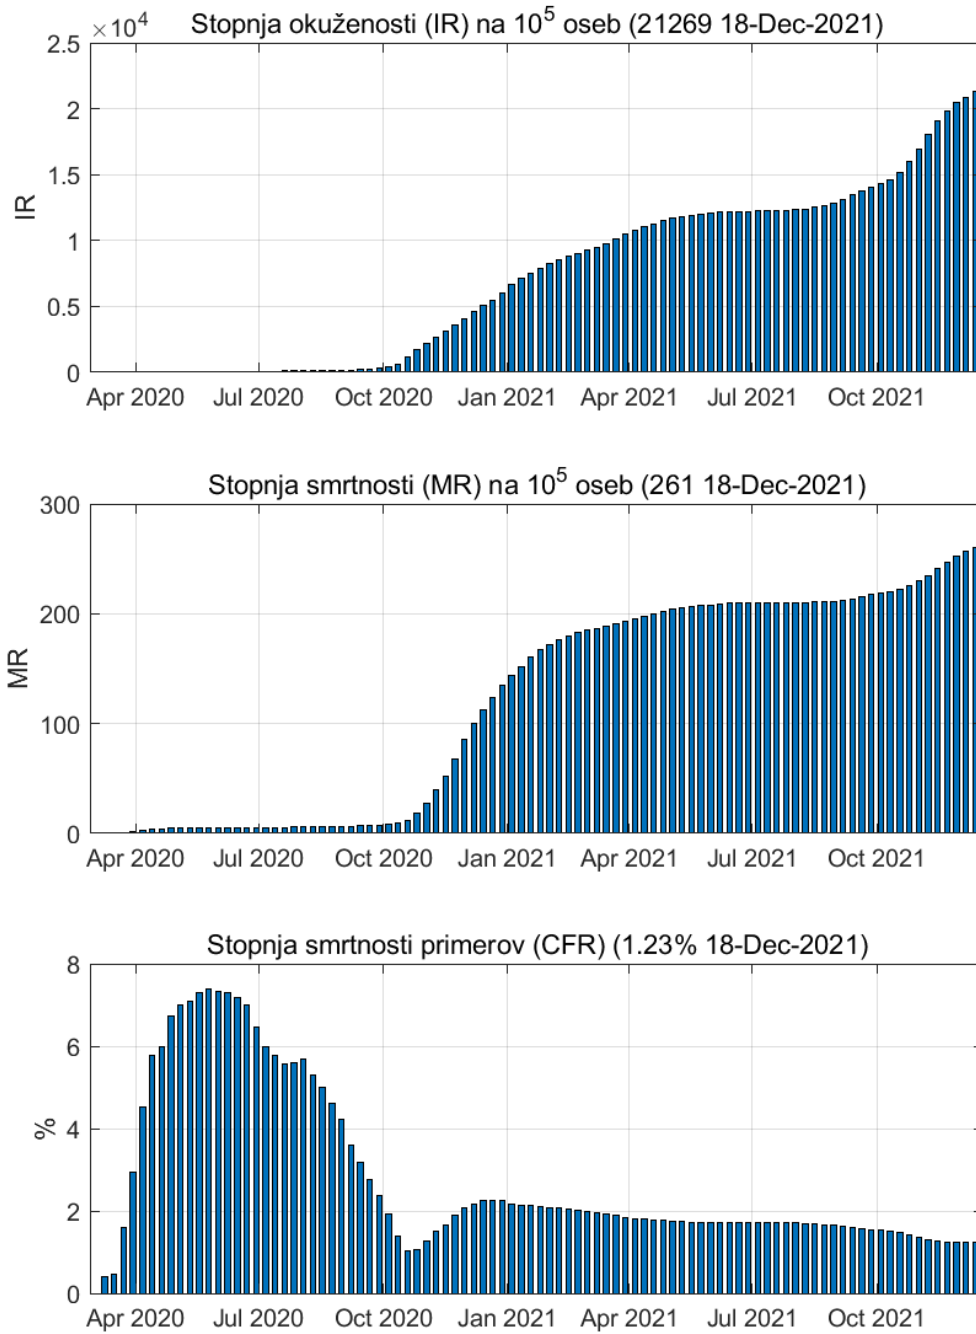 Stopnja okuženosti (IR) na 10^5 oseb (21269 18-Dec-2021)
×10^4
2.5
2
1.5
1
0.5
0
IR
Apr 2020 Jul 2020 Oct 2020 Jan 2021 Apr 2021 Jul 2021 Oct 2021
Stopnja smrtnosti (MR) na 10^5 oseb (261 18-Dec-2021)
300
200
100
0
MR
Apr 2020 Jul 2020 Oct 2020 Jan 2021 Apr 2021 Jul 2021 Oct 2021
Stopnja smrtnosti primerov (CFR) (1.23% 18-Dec-2021)
8
6
4
2
0
%
Apr 2020 Jul 2020 Oct 2020 Jan 2021 Apr 2021 Jul 2021 Oct 2021